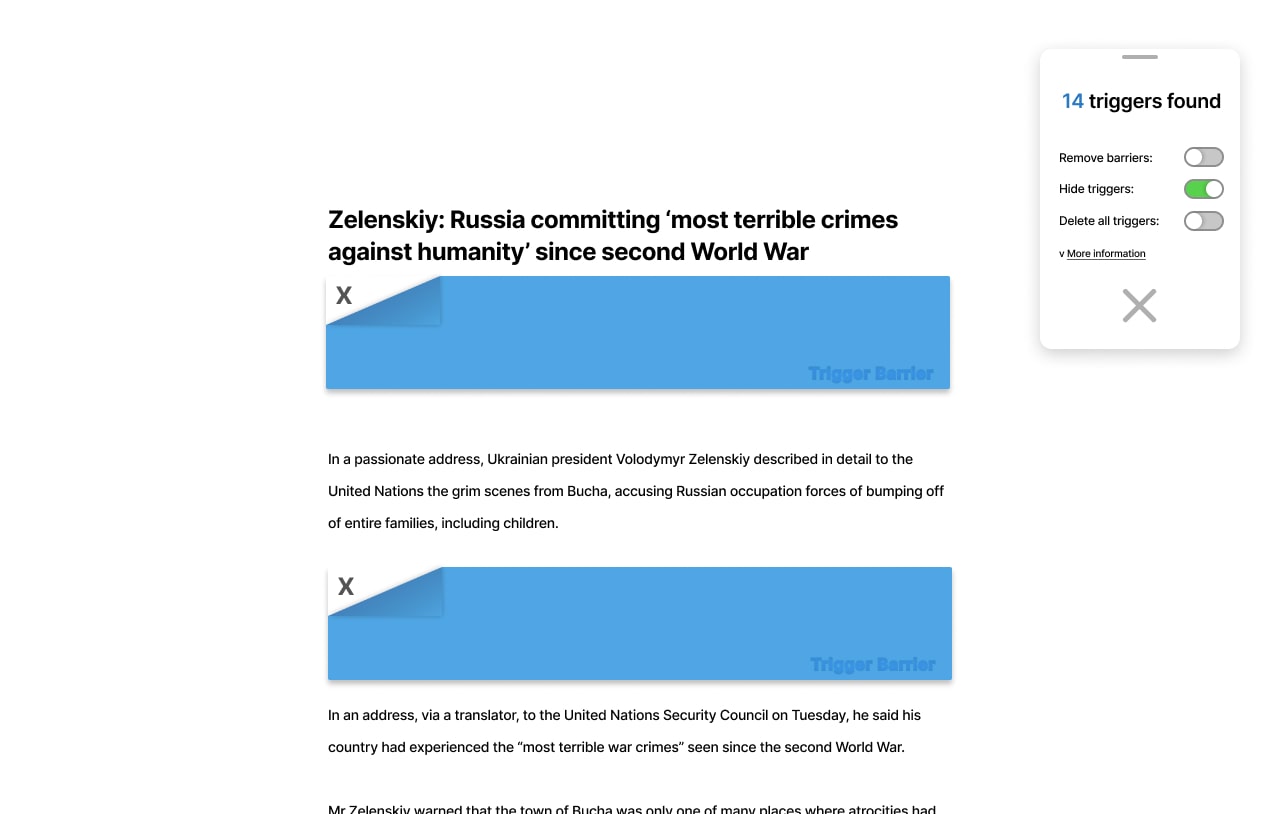 14 triggers found
Remove barriers:
Hide triggers:
Delete all triggers:
v More information
Zelenskiy: Russia committing ‘most terrible crimes
against humanity’ since second World War
X
Trigger Barrier
In a passionate address, Ukrainian president Volodymyr Zelenskiy described in detail to the
United Nations the grim scenes from Bucha, accusing Russian occupation forces of bumping off
of entire families, including children.
X
Trigger Barrier
In an address, via a translator, to the United Nations Security Council on Tuesday, he said his
country had experienced the “most terrible war crimes” seen since the second World War.
Mr Zelenskiy warned that the town of Bucha was only one of many places where atrocities had